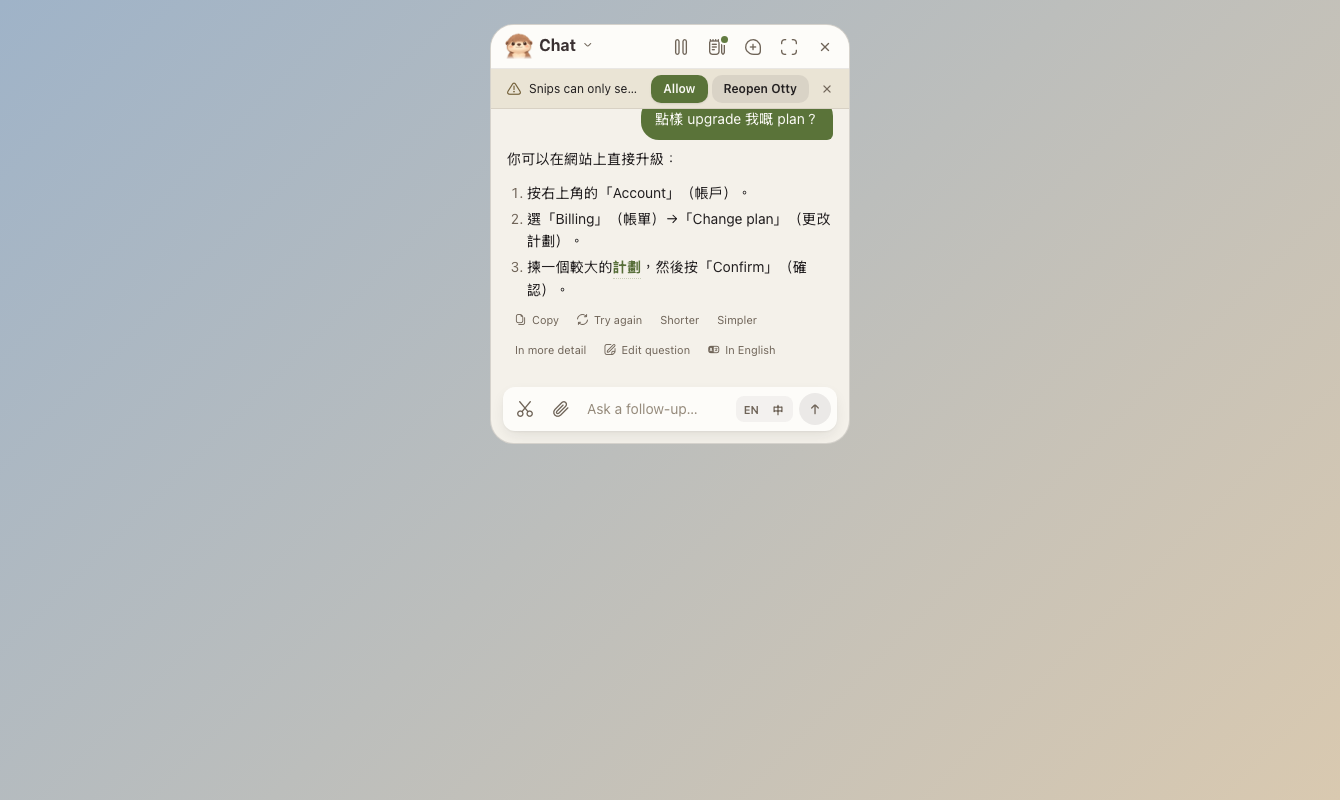 Chat
Snips can only se...
Allow
Reopen Otty
點樣 upgrade 我嘅 plan？
你可以在網站上直接升級：
1. 按右上角的「Account」（帳戶）。
2. 選「Billing」（帳單）→「Change plan」（更改
計劃）。
3. 揀一個較大的計劃，然後按「Confirm」（確
認）。
Copy
Try again
Shorter
Simpler
In more detail
Edit question
In English
Ask a follow-up...
EN
中